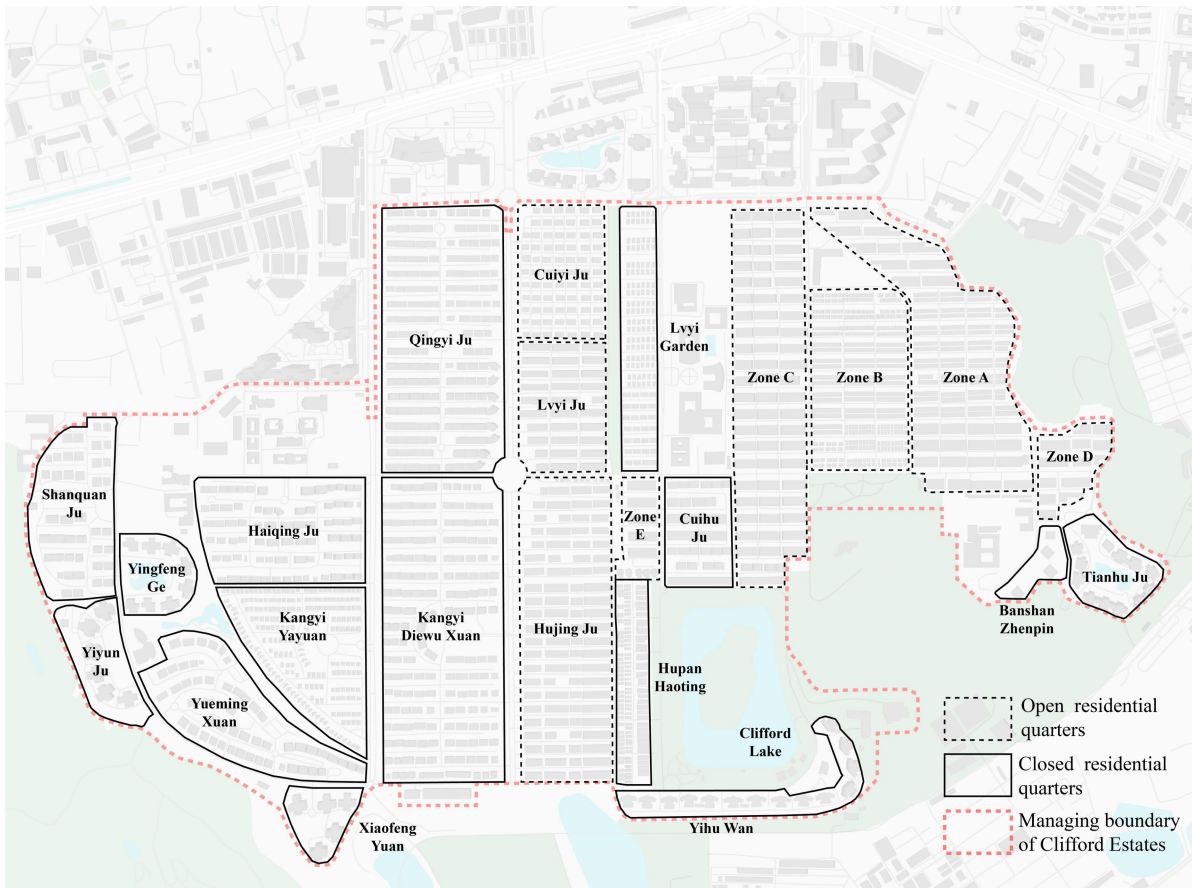 Cuiyi Ju
Qingyi Ju
Lvyi
Garden
Lvyi Ju
Zone C
Zone B
Zone A
Zone D
Shanquan
Ju
Haiqing Ju
Zone
E
Cuihu
Ju
Yingfeng
Ge
Tianhu Ju
Banshan
Zhenpin
Kangyi
Yayuan
Kangyi
Diewu Xuan
Hujing Ju
Yiyun
Ju
Hupan
Haoting
Yueming
Xuan
Clifford
Lake
Xiaofeng
Yuan
Yihu Wan
Open residential
quarters
Closed residential
quarters
Managing boundary
of Clifford Estates